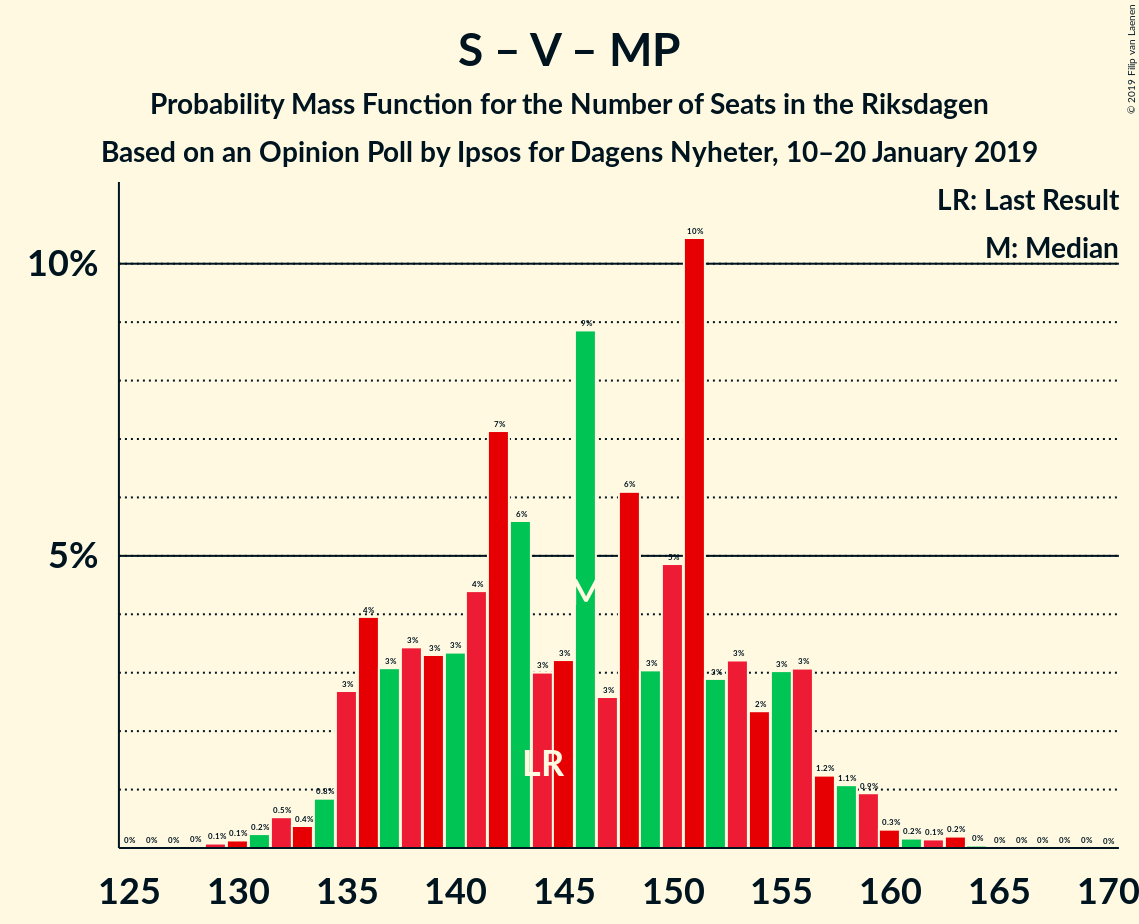 S – V – MP
Probability Mass Function for the Number of Seats in the Riksdagen
Based on an Opinion Poll by Ipsos for Dagens Nyheter, 10–20 January 2019
© 2019 Filip van Laenen
LR: Last Result
M: Median
10%
5%
0% 0% 0% 0% 0.1% 0.1% 0.2% 0.5% 0.4% 0.8% 3% 4% 3% 3% 3% 3% 4% 7% 6% 3% 3% 9% 3% 6% 3% 5% 10% 3% 3% 2% 3% 3% 1.2% 1.1% 0.9% 0.3% 0.2% 0.1% 0.2% 0% 0% 0% 0% 0% 0% 0%
M
LR
125 130 135 140 145 150 155 160 165 170